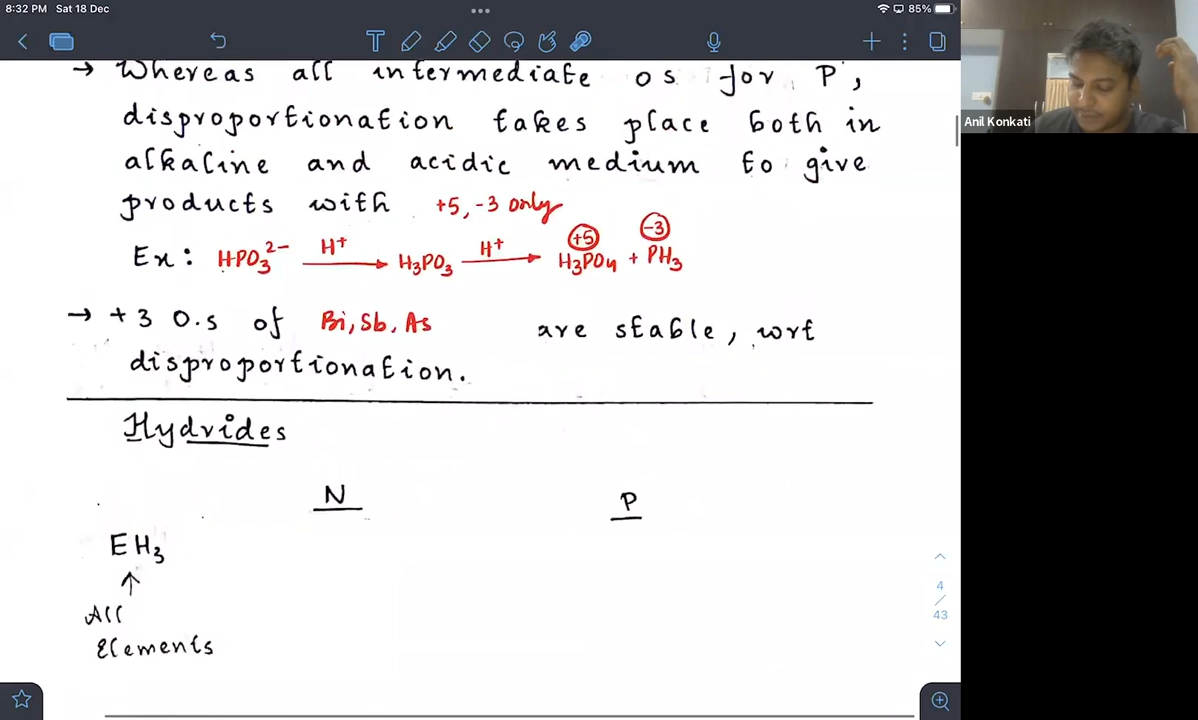 8:32 PM Sat 18 Dec
85%
Anil Konkati
→ Whereas all intermediate os for P,
disproportionation takes place both in
alkaline and acidic medium to give
products with +5, -3 only
+5 -3
Ex: HPO₃²⁻ H⁺→ H₃PO₃ H⁺→ H₃PO₄ + PH₃
→ +3 O.s of Bi, Sb, As are stable, wrt
disproportionation.
Hydrides
N P
EH₃
↑
All
Elements
4
/
43